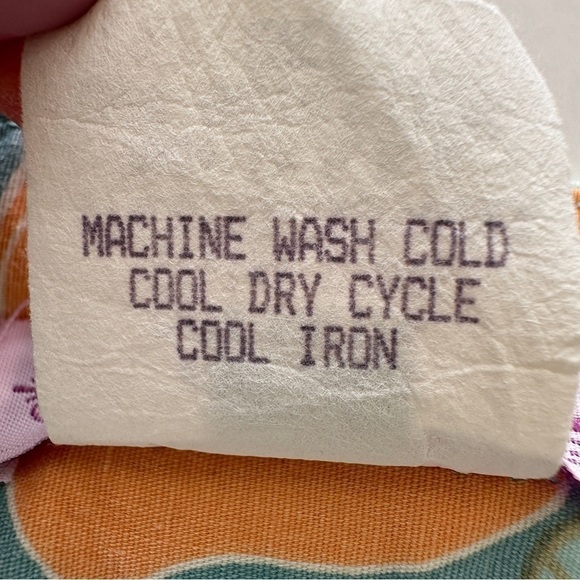 MACHINE WASH COLD
COOL DRY CYCLE
COOL IRON